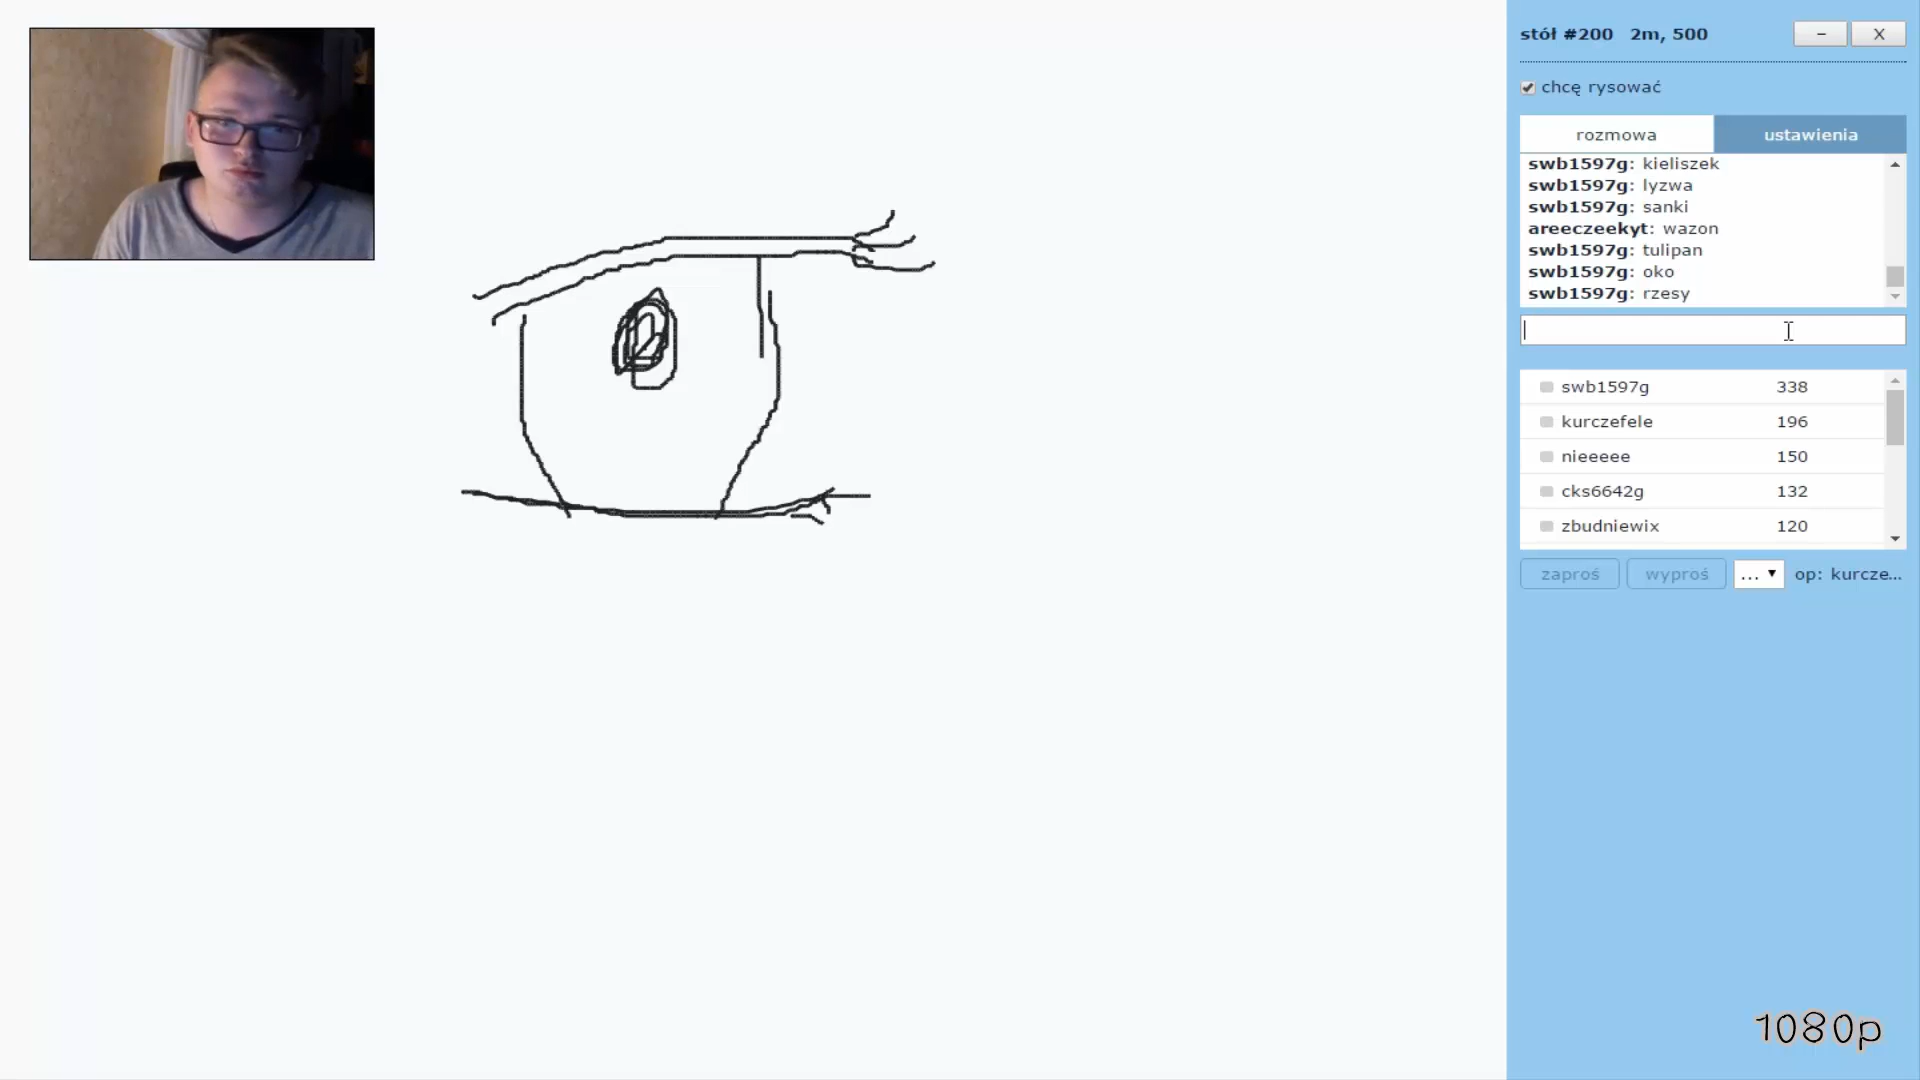 stól #200 2m, 500
– X
chcę rysować
rozmowa ustawienia
swb1597g: kieliszek
swb1597g: lyzwa
swb1597g: sanki
areeczeekyt: wazon
swb1597g: tulipan
swb1597g: oko
swb1597g: rzesy
swb1597g 338
kurczefele 196
nieeeee 150
cks6642g 132
zbudniewix 120
zaproś wyproś ... op: kurcze...
1080p